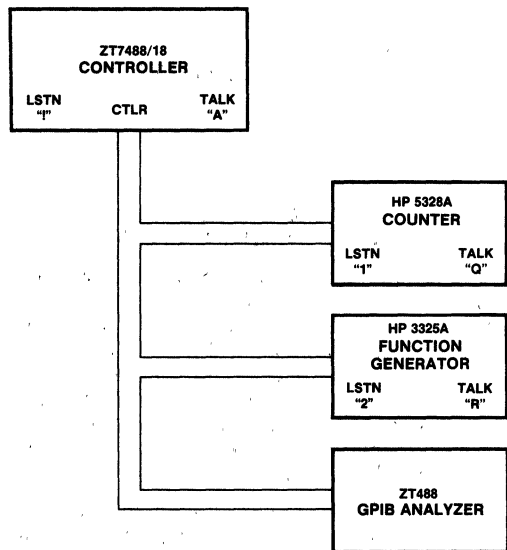 ZT7488/18
CONTROLLER
LSTN CTLR TALK
"!" "A"
HP 5328A
COUNTER
LSTN TALK
"1" "Q"
HP 3325A
FUNCTION
GENERATOR
LSTN TALK
"2" "R"
ZT488
GPIB ANALYZER